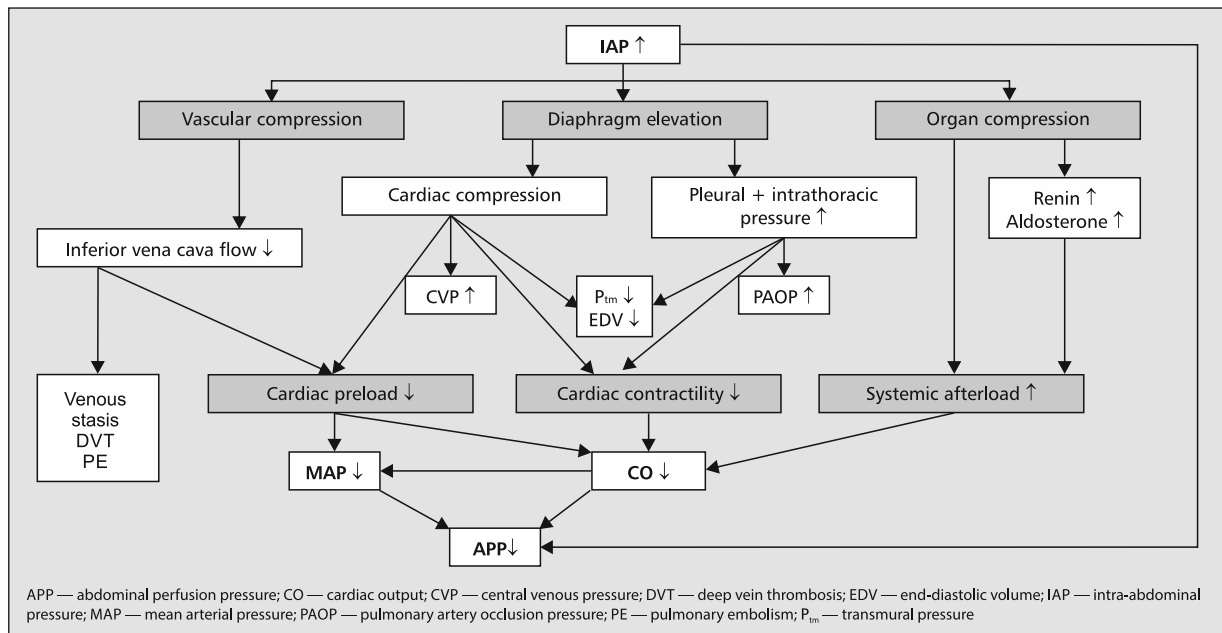 IAP ↑
Vascular compression
Diaphragm elevation
Organ compression
Cardiac compression
Pleural + intrathoracic
pressure ↑
Renin ↑
Aldosterone ↑
Inferior vena cava flow ↓
CVP ↑
Ptm ↓
EDV ↓
PAOP ↑
Venous
stasis
DVT
PE
Cardiac preload ↓
Cardiac contractility ↓
Systemic afterload ↑
MAP ↓
CO ↓
APP↓
APP — abdominal perfusion pressure; CO — cardiac output; CVP — central venous pressure; DVT — deep vein thrombosis; EDV — end-diastolic volume; IAP — intra-abdominal
pressure; MAP — mean arterial pressure; PAOP — pulmonary artery occlusion pressure; PE — pulmonary embolism; Ptm — transmural pressure